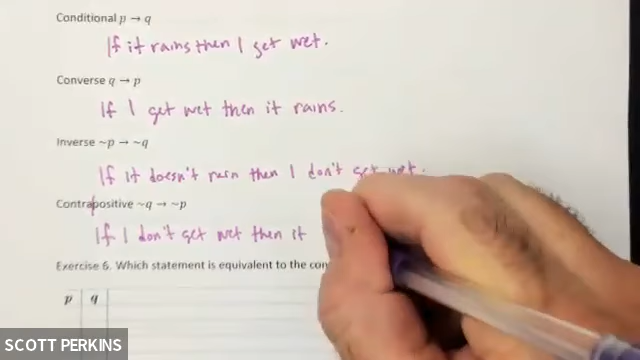 Conditional p → q
If it rains then I get wet.
Converse q → p
If I get wet then it rains.
Inverse ~p → ~q
If it doesn't rain then I don't get wet.
Contrapositive ~q → ~p
If I don't get wet then it
Exercise 6. Which statement is equivalent to the con
p q
SCOTT PERKINS